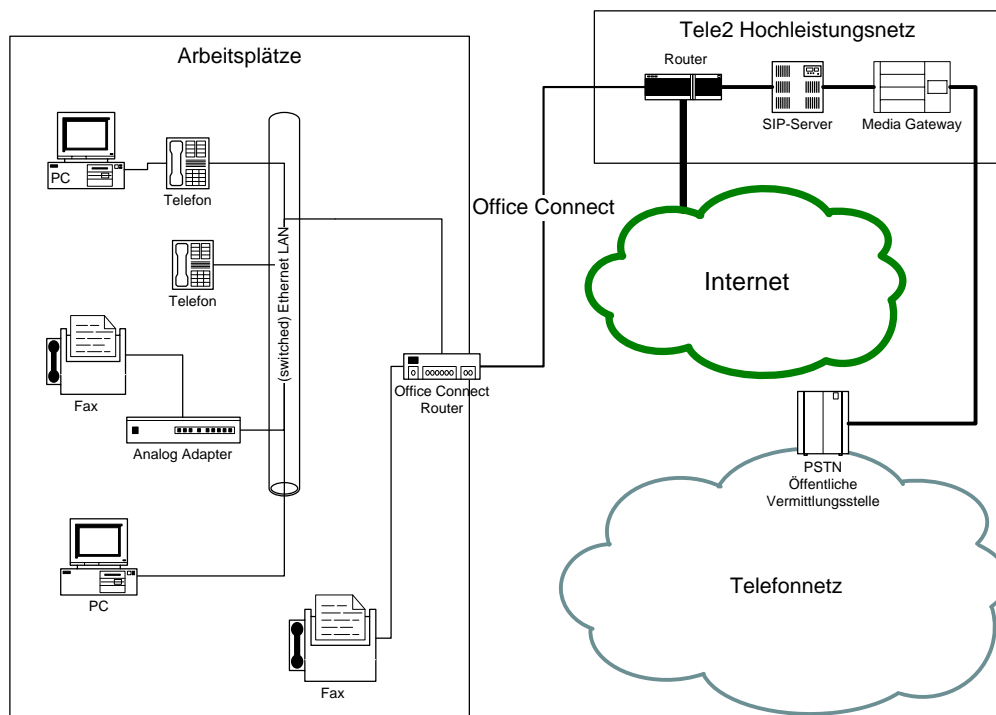 Arbeitsplätze
PC
Telefon
Telefon
(switched) Ethernet LAN
Fax
Analog Adapter
PC
Fax
Office Connect
Router
Office Connect
Tele2 Hochleistungsnetz
Router
SIP-Server
Media Gateway
Internet
PSTN
Öffentliche
Vermittlungsstelle
Telefonnetz